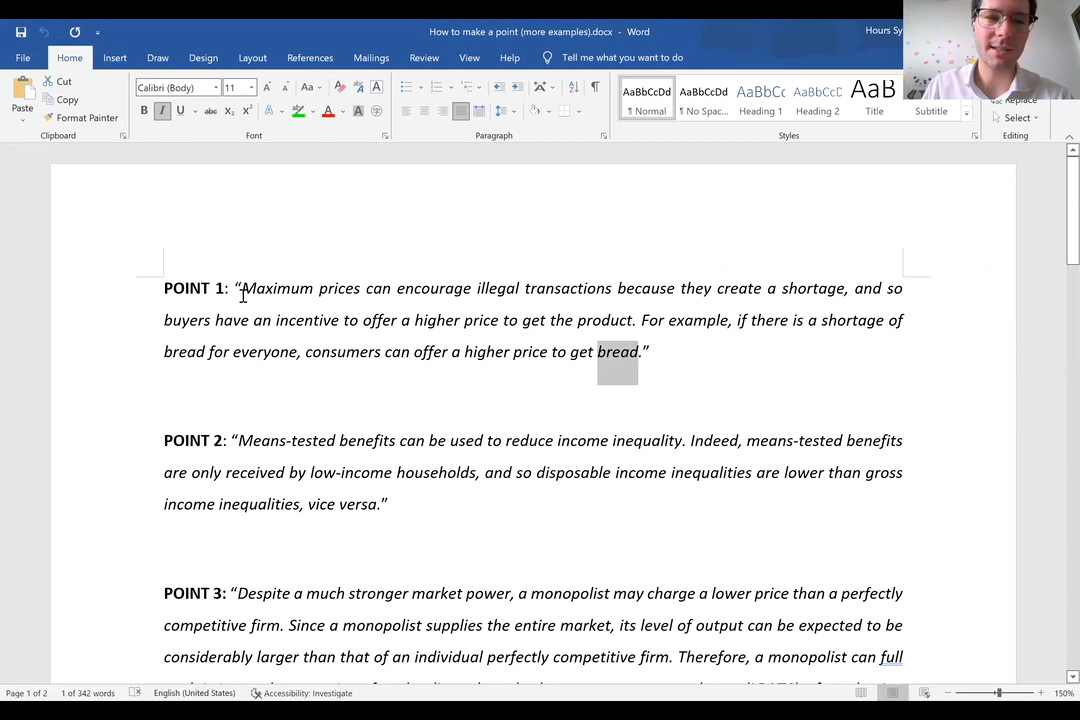 How to make a point (more examples).docx - Word
Hours Sy
File Home Insert Draw Design Layout References Mailings Review View Help Tell me what you want to do
Paste Cut Copy Format Painter
Calibri (Body) 11
AaBbCcDd AaBbCcDd AaBbCc AaBbCcD AaB
¶ Normal ¶ No Spac... Heading 1 Heading 2 Title Subtitle
Replace
Select
Clipboard Font Paragraph Styles Editing
POINT 1: “Maximum prices can encourage illegal transactions because they create a shortage, and so
buyers have an incentive to offer a higher price to get the product. For example, if there is a shortage of
bread for everyone, consumers can offer a higher price to get bread.”
POINT 2: “Means-tested benefits can be used to reduce income inequality. Indeed, means-tested benefits
are only received by low-income households, and so disposable income inequalities are lower than gross
income inequalities, vice versa.”
POINT 3: “Despite a much stronger market power, a monopolist may charge a lower price than a perfectly
competitive firm. Since a monopolist supplies the entire market, its level of output can be expected to be
considerably larger than that of an individual perfectly competitive firm. Therefore, a monopolist can full
Page 1 of 2 1 of 342 words English (United States) Accessibility: Investigate 150%